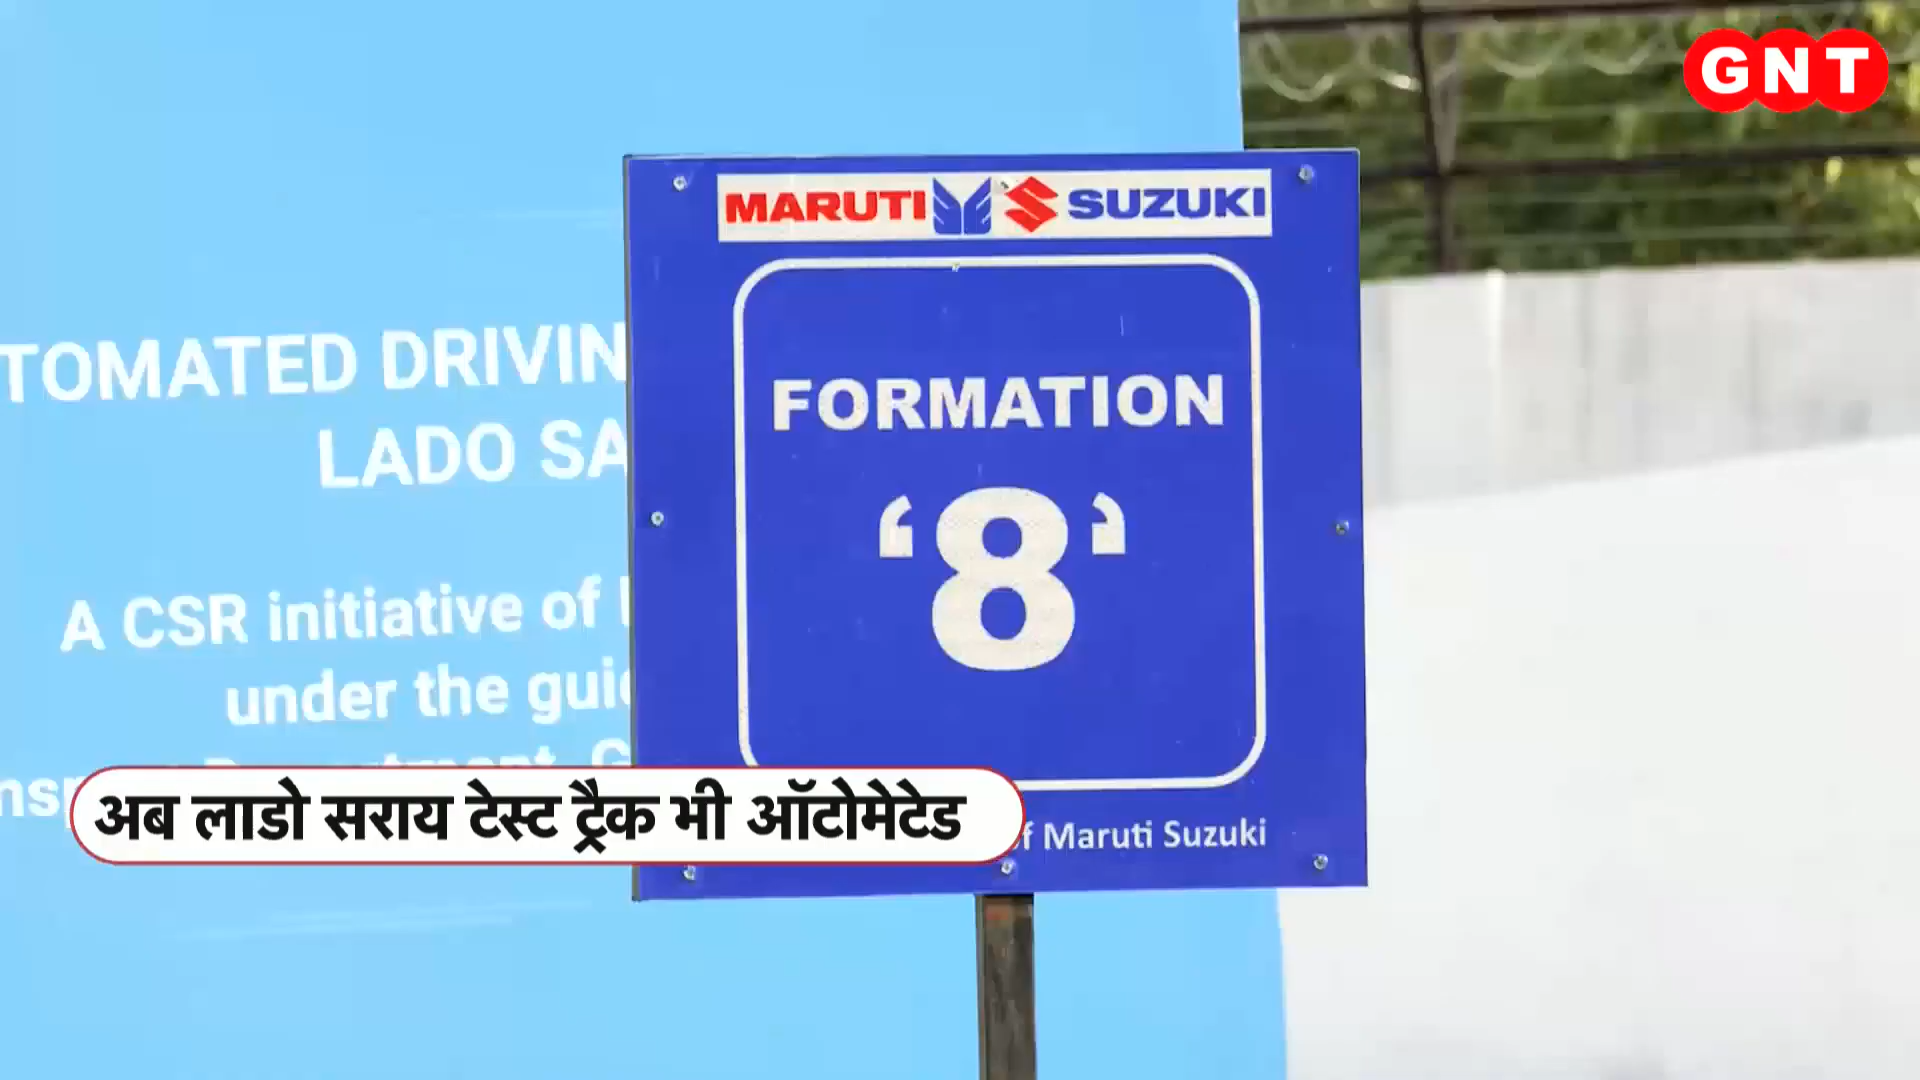 GNT
MARUTI SUZUKI
FORMATION
‘8’
TOMATED DRIVIN
LADO SA
A CSR initiative of
under the gui
अब लाडो सराय टेस्ट ट्रैक भी ऑटोमेटेड
of Maruti Suzuki